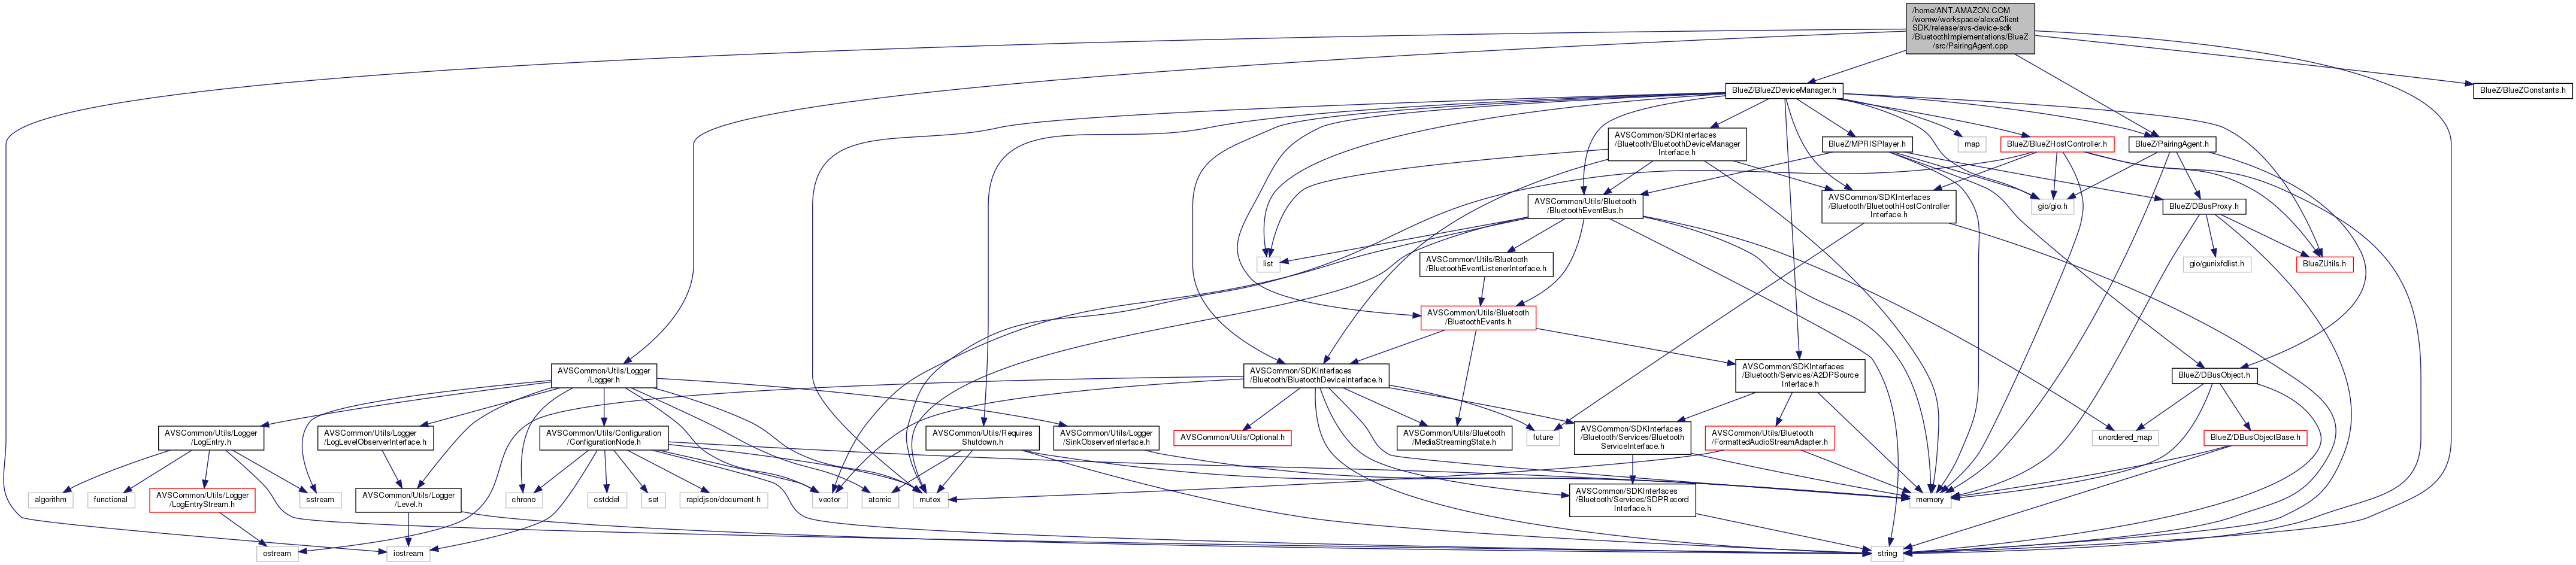 /home/ANT.AMAZON.COM
/womw/workspace/alexaClient
SDK/release/avs-device-sdk
/BluetoothImplementations/BlueZ
/src/PairingAgent.cpp
BlueZ/BlueZDeviceManager.h
BlueZ/BlueZConstants.h
AVSCommon/SDKInterfaces
/Bluetooth/BluetoothDeviceManager
Interface.h
BlueZ/MPRISPlayer.h
map
BlueZ/BlueZHostController.h
BlueZ/PairingAgent.h
AVSCommon/Utils/Bluetooth
/BluetoothEventBus.h
AVSCommon/SDKInterfaces
/Bluetooth/BluetoothHostController
Interface.h
gio/gio.h
BlueZ/DBusProxy.h
list
AVSCommon/Utils/Bluetooth
/BluetoothEventListenerInterface.h
gio/gunixfdlist.h
BlueZUtils.h
AVSCommon/Utils/Bluetooth
/BluetoothEvents.h
AVSCommon/Utils/Logger
/Logger.h
AVSCommon/SDKInterfaces
/Bluetooth/BluetoothDeviceInterface.h
AVSCommon/SDKInterfaces
/Bluetooth/Services/A2DPSource
Interface.h
BlueZ/DBusObject.h
AVSCommon/Utils/Logger
/LogEntry.h
AVSCommon/Utils/Logger
/LogLevelObserverInterface.h
AVSCommon/Utils/Configuration
/ConfigurationNode.h
AVSCommon/Utils/Requires
Shutdown.h
AVSCommon/Utils/Logger
/SinkObserverInterface.h
AVSCommon/Utils/Optional.h
AVSCommon/Utils/Bluetooth
/MediaStreamingState.h
future
AVSCommon/SDKInterfaces
/Bluetooth/Services/Bluetooth
ServiceInterface.h
AVSCommon/Utils/Bluetooth
/FormattedAudioStreamAdapter.h
unordered_map
BlueZ/DBusObjectBase.h
algorithm
functional
AVSCommon/Utils/Logger
/LogEntryStream.h
sstream
AVSCommon/Utils/Logger
/Level.h
chrono
cstddef
set
rapidjson/document.h
vector
atomic
mutex
AVSCommon/SDKInterfaces
/Bluetooth/Services/SDPRecord
Interface.h
memory
ostream
iostream
string